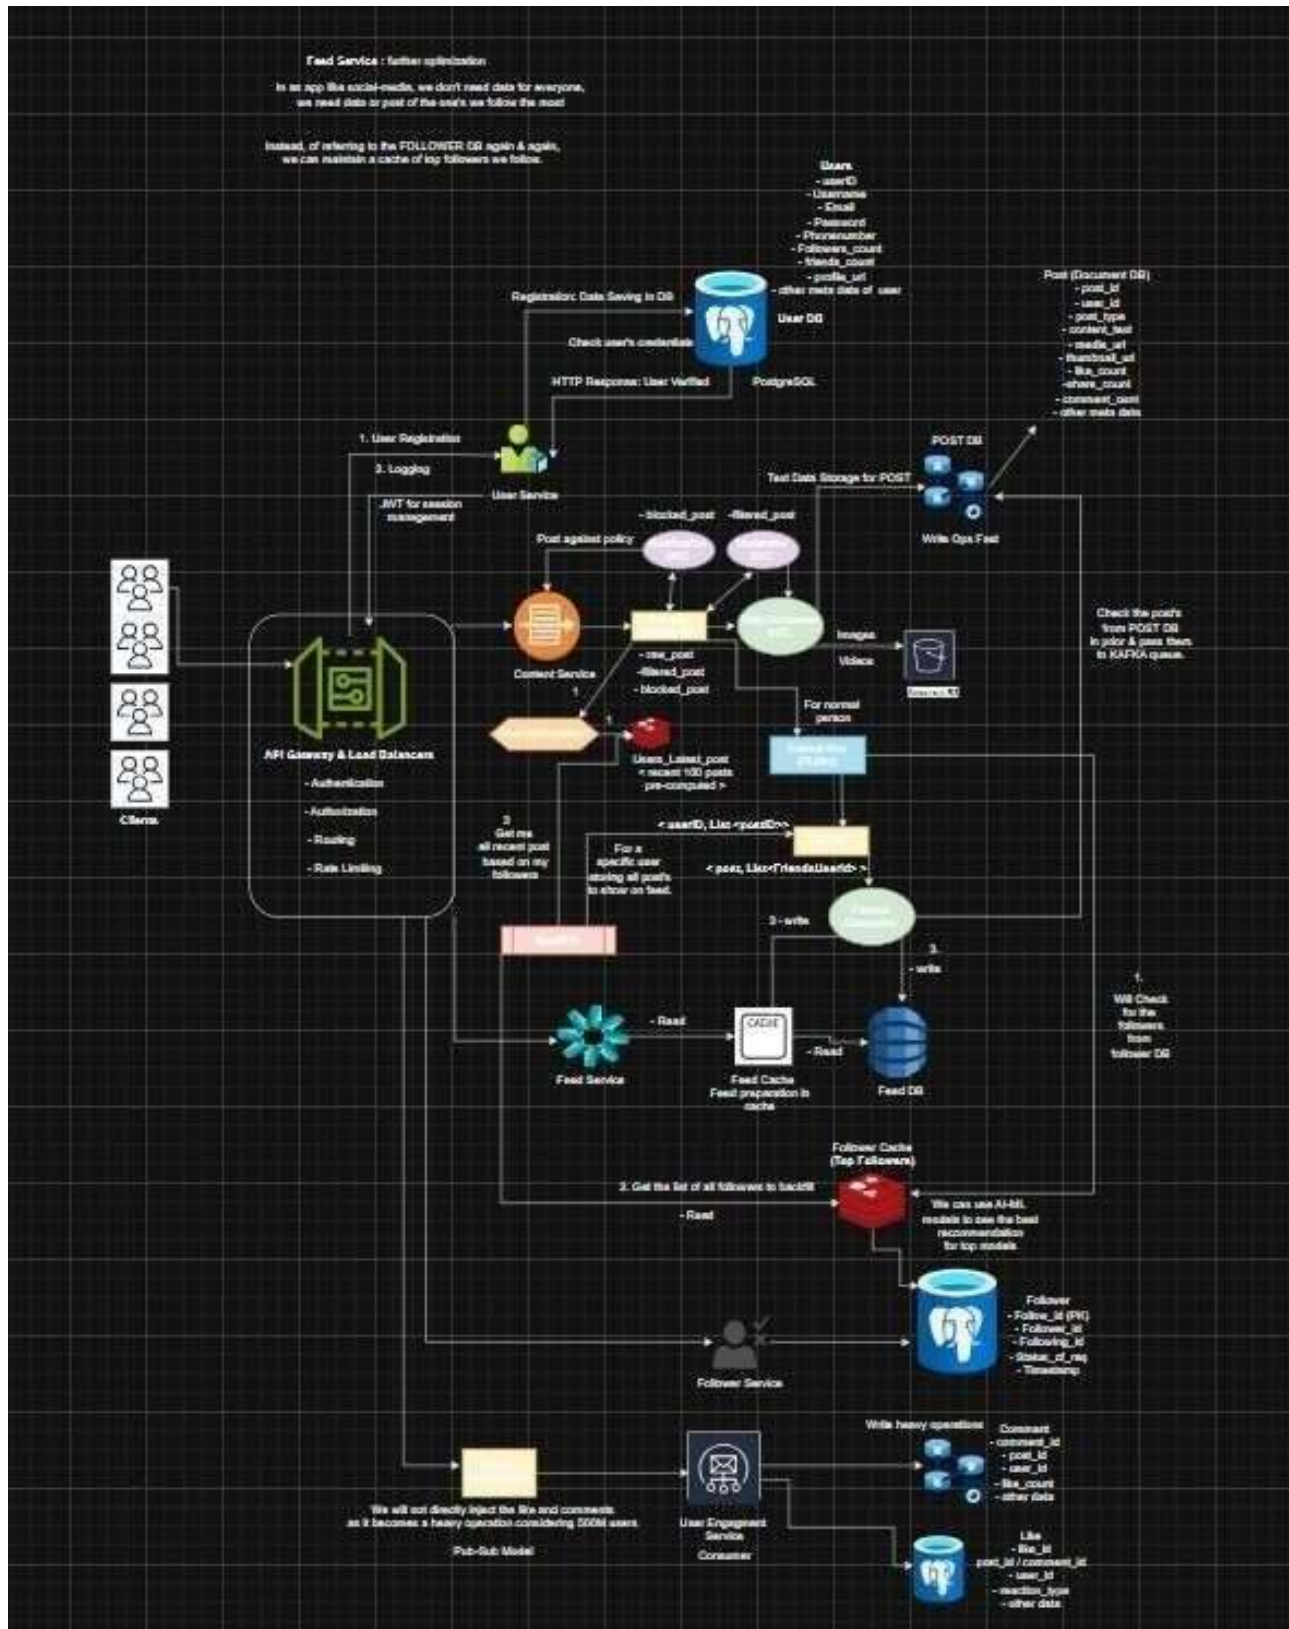 Feed Service : further optimization
In an app like social-media, we don't need data for everyone,
we need data or post of the one's we follow the most
Instead, of referring to the FOLLOWER DB again & again,
we can maintain a cache of top followers we follow.
Users
- userID
- Username
- Email
- Password
- Phonenumber
- Followers_count
- friends_count
- profile_url
- other meta data of user
User DB
PostgreSQL
Registration: Data Saving in DB
Check user's credentials
HTTP Response: User Verified
Post (Document DB)
- post_id
- user_id
- post_type
- content_text
- media_url
- thumbnail_url
- like_count
-share_count
- comment_cont
- other meta data
POST DB
Text Data Storage for POST
Write Ops Fast
1. User Registration
2. Logging
JWT for session
management
User Service
- blocked_post
-filtered_post
Post against policy
Content Service
- raw_post
-filtered_post
- blocked_post
Images
Videos
Check the post's
from POST DB
in prior & pass them
to KAFKA queue.
Clients
API Gateway & Load Balancers
- Authentication
- Authorization
- Routing
- Rate Limiting
1
1
Users_Latest_post
< recent 100 posts
pre-computed >
For normal
person
3
Get me
all recent post
based on my
followers
For a
specific user
storing all post's
to show on feed.
< userID, List <postID>>
< post, List<FriendsUserId> >
3 - write
3.
- write
1.
Will Check
for the
followers
from
follower DB
- Read
Feed Service
CACHE
Feed Cache
Feed preparation in
cache
- Read
Feed DB
Follower Cache
(Top Followers)
2. Get the list of all followers to backfill
- Read
We can use AI-ML
models to see the best
recommendation
for top models
Follower
- Follow_id (PK)
- Follower_id
- Following_id
- Status_of_req
- Timestamp
Follower Service
Write heavy operations
Comment
- comment_id
- post_id
- user_id
- like_count
- other data
We will not directly inject the like and comments.
as it becomes a heavy operation considering 500M users.
Pub-Sub Model
User Engagment
Service
Consumer
Like
- like_id
post_id / comment_id
- user_id
- reaction_type
- other data